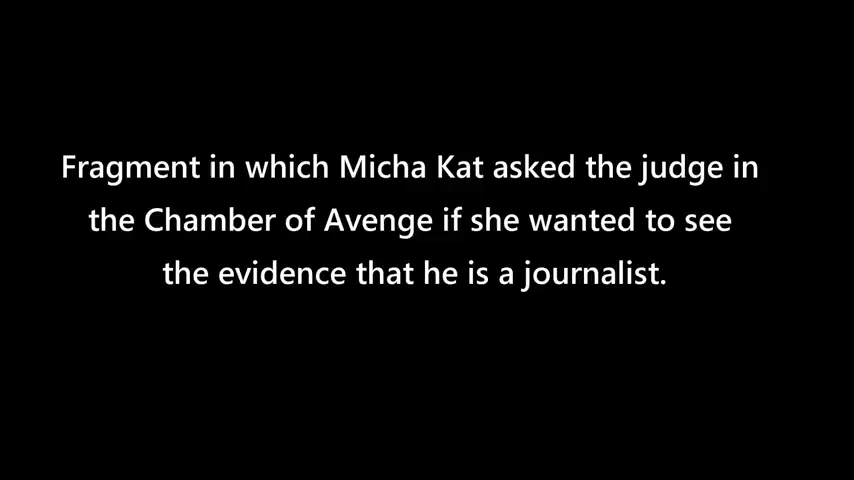 Fragment in which Micha Kat asked the judge in
the Chamber of Avenge if she wanted to see
the evidence that he is a journalist.